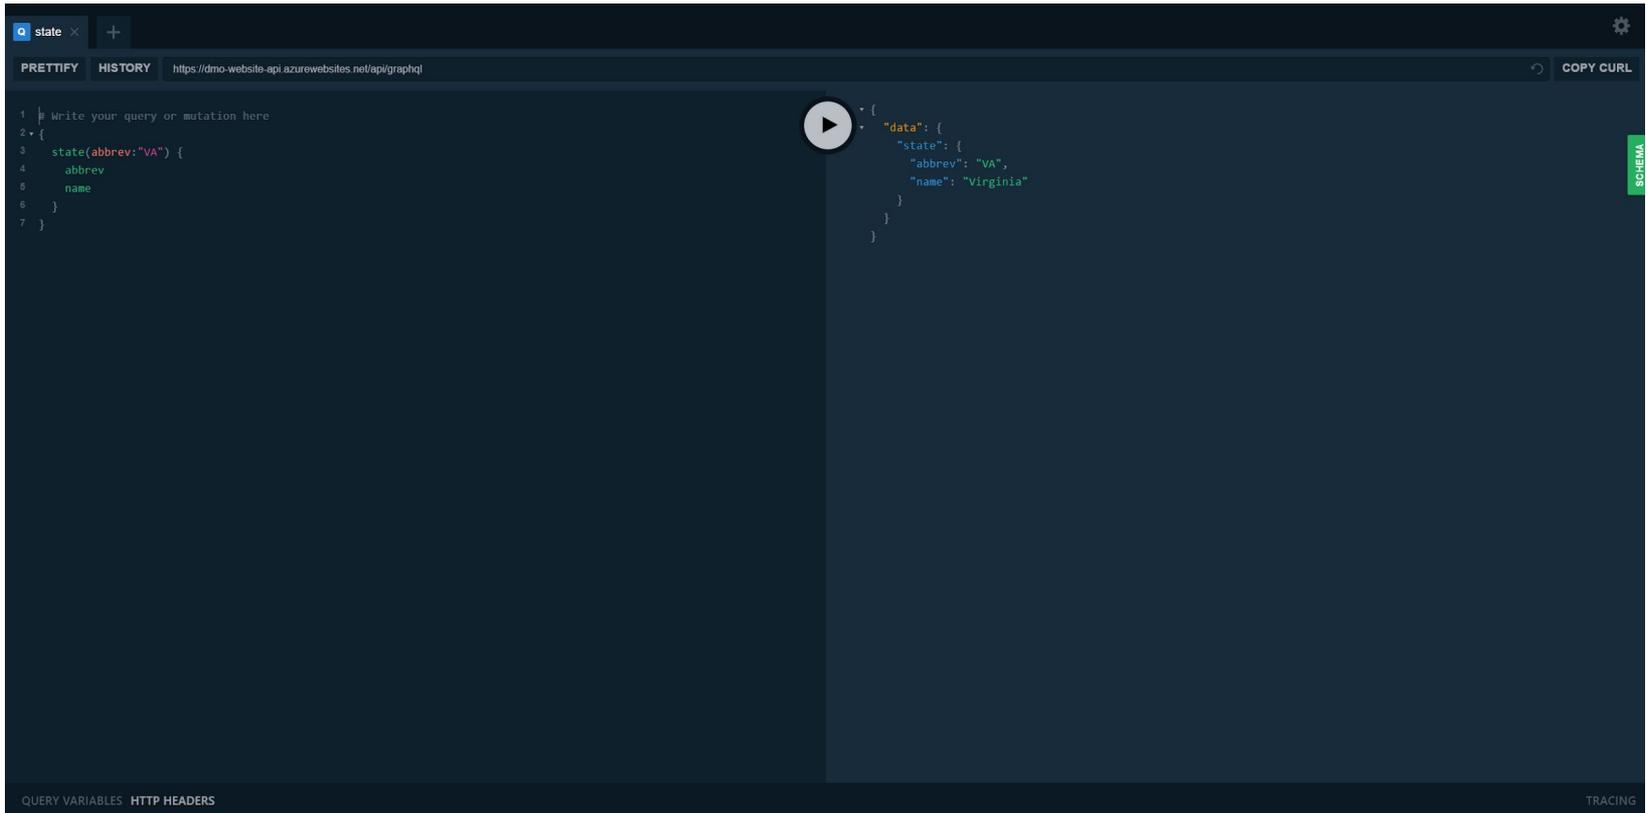 Q state
PRETTIFY HISTORY https://dmo-website-api.azurewebsites.net/api/graphql COPY CURL
1 # Write your query or mutation here
2 {
3 state(abbrev:"VA") {
4 abbrev
5 name
6 }
7 }
{
"data": {
"state": {
"abbrev": "VA",
"name": "Virginia"
}
}
}
SCHEMA
QUERY VARIABLES HTTP HEADERS
TRACING